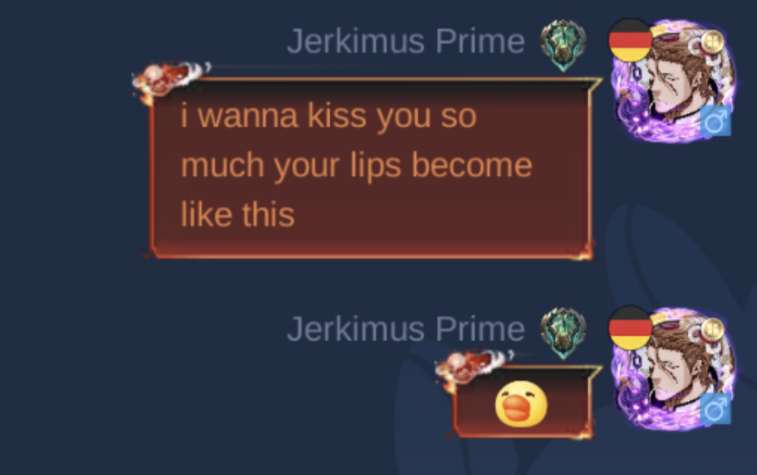 Jerkimus Prime
i wanna kiss you so
much your lips become
like this
Jerkimus Prime